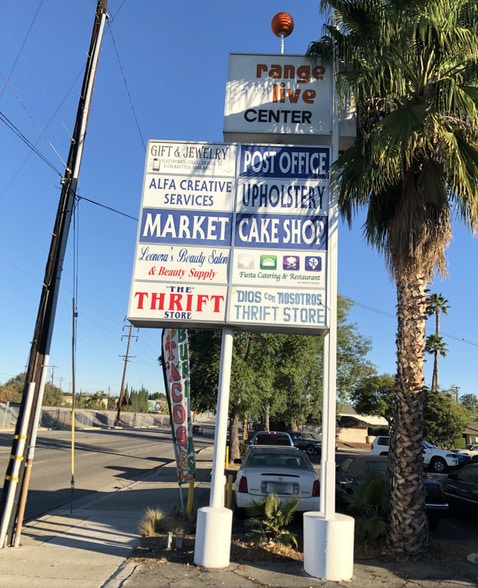 range
live
CENTER
GIFT & JEWELRY
ALFA CREATIVE
SERVICES
MARKET
Leonora's Beauty Salon
& Beauty Supply
THE
THRIFT
STORE
POST OFFICE
UPHOLSTERY
CAKE SHOP
Fiesta Catering & Restaurant
DIOS con NOSOTROS
THRIFT STORE
TACOS